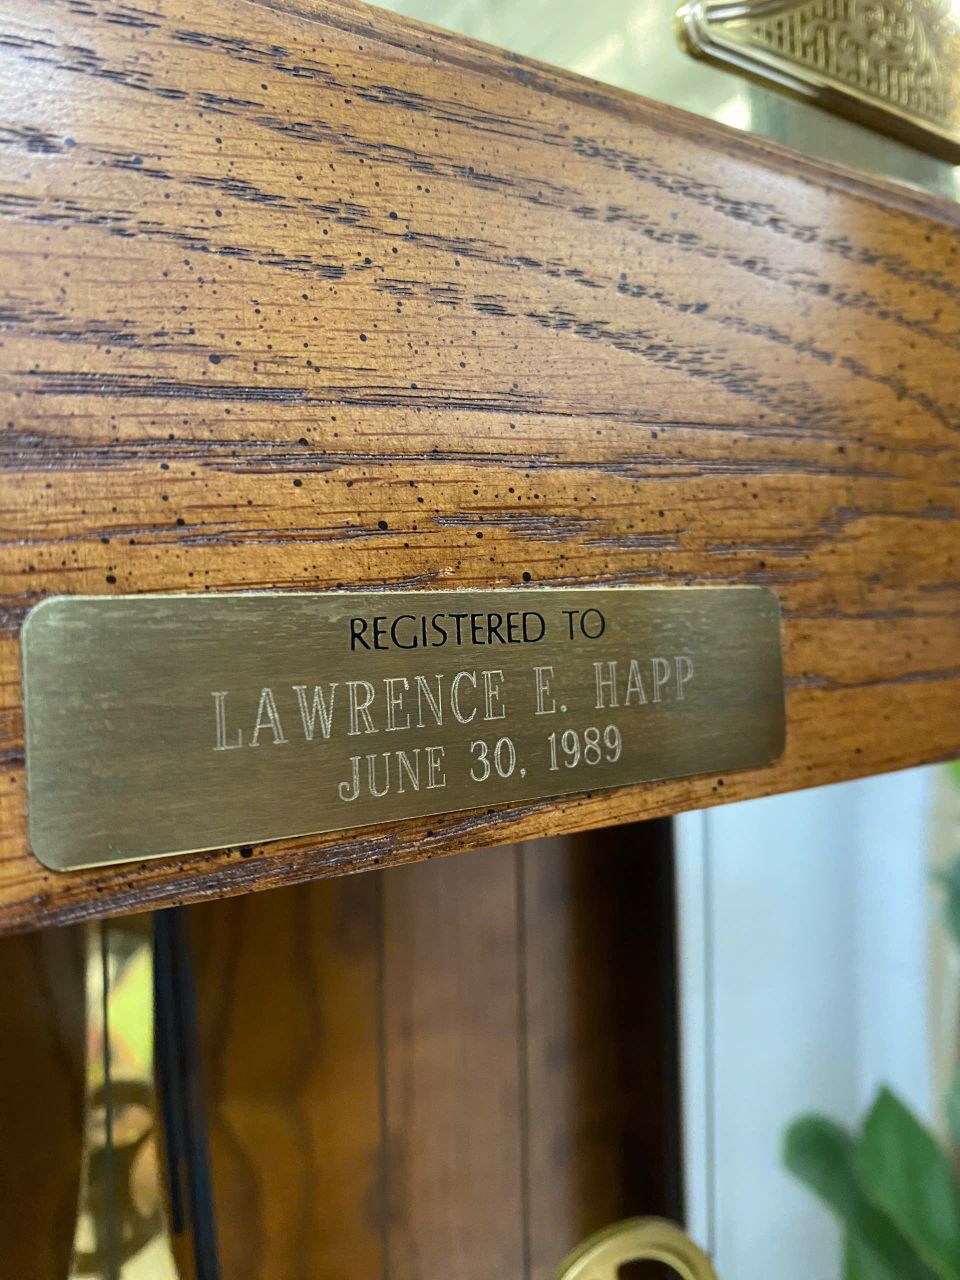 REGISTERED TO
LAWRENCE E. HAPP
JUNE 30, 1989